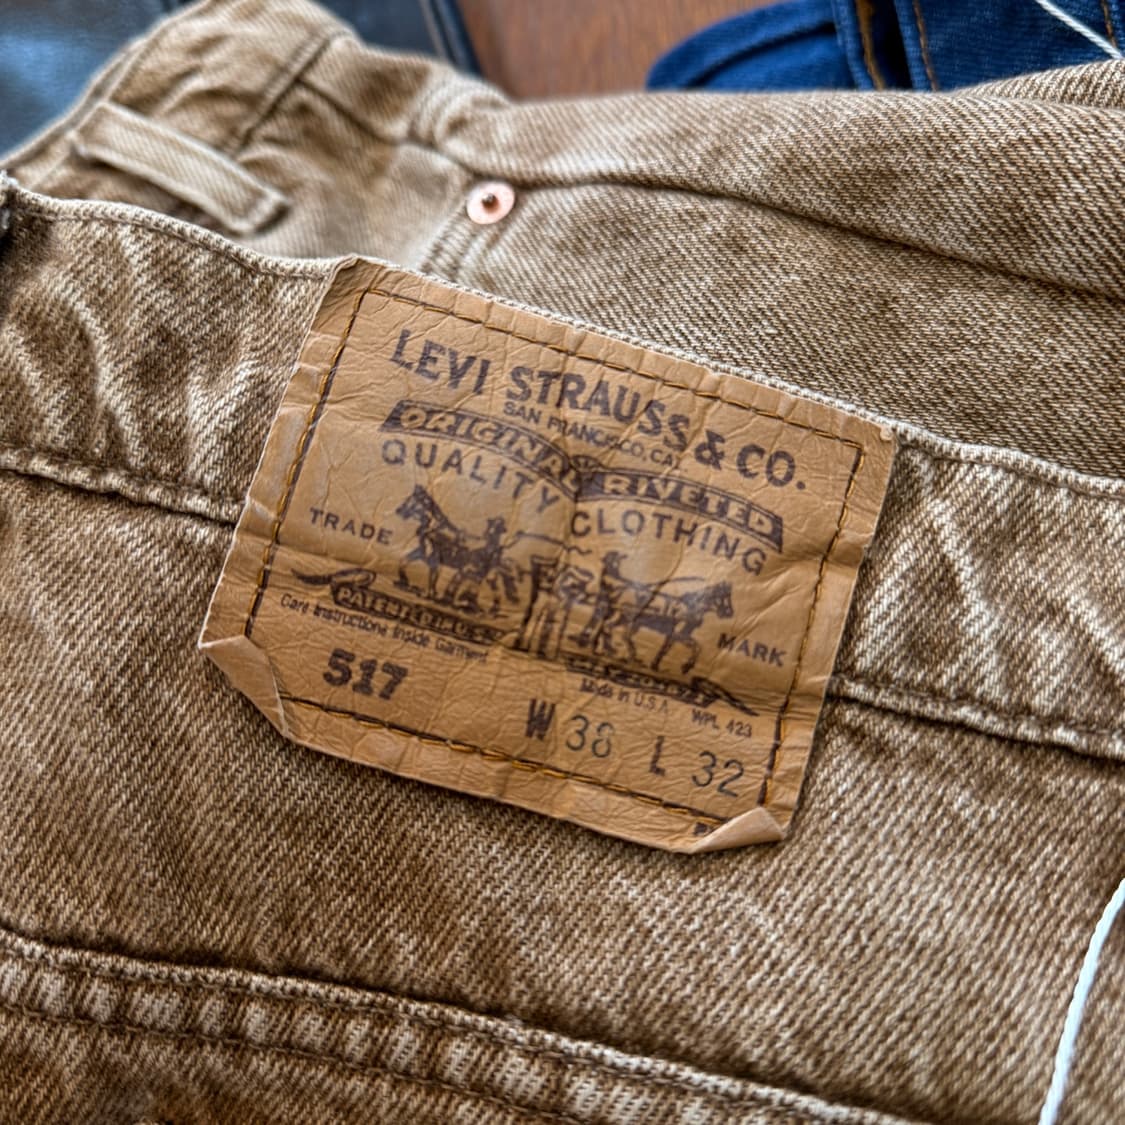 LEVI STRAUSS & CO.
SAN FRANCISCO, CAL.
ORIGINAL RIVETED
QUALITY CLOTHING
TRADE MARK
Care Instructions Inside Garment
Made in U.S.A. WPL 423
517
W 38 L 32